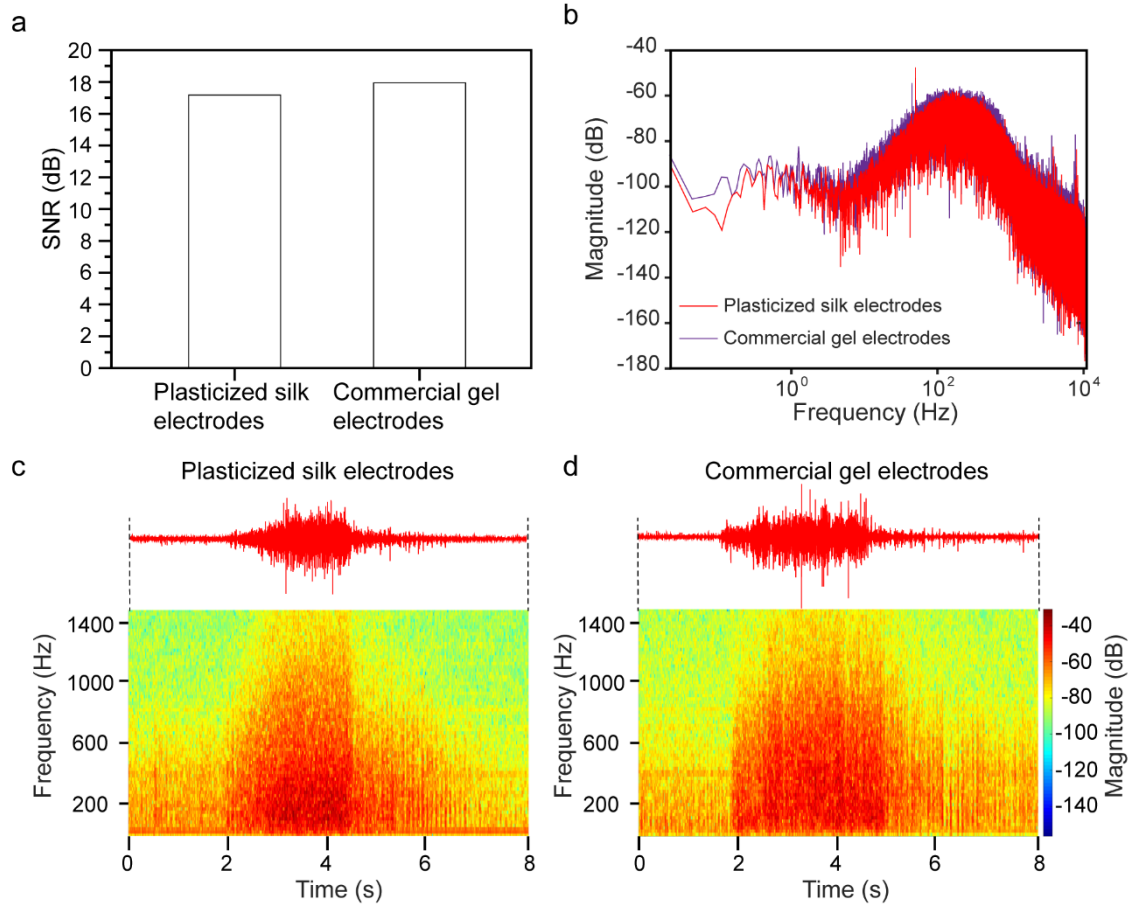 a
20
18
16
14
12
10
8
6
4
2
0
SNR (dB)
Plasticized silk
electrodes
Commercial gel
electrodes
b
-40
-60
-80
-100
-120
-140
-160
-180
Magnitude (dB)
Plasticized silk electrodes
Commercial gel electrodes
10^0
10^2
10^4
Frequency (Hz)
c
Plasticized silk electrodes
1400
1000
600
200
Frequency (Hz)
0 2 4 6 8
Time (s)
d
Commercial gel electrodes
1400
1000
600
200
Frequency (Hz)
0 2 4 6 8
Time (s)
-40
-60
-80
-100
-120
-140
Magnitude (dB)